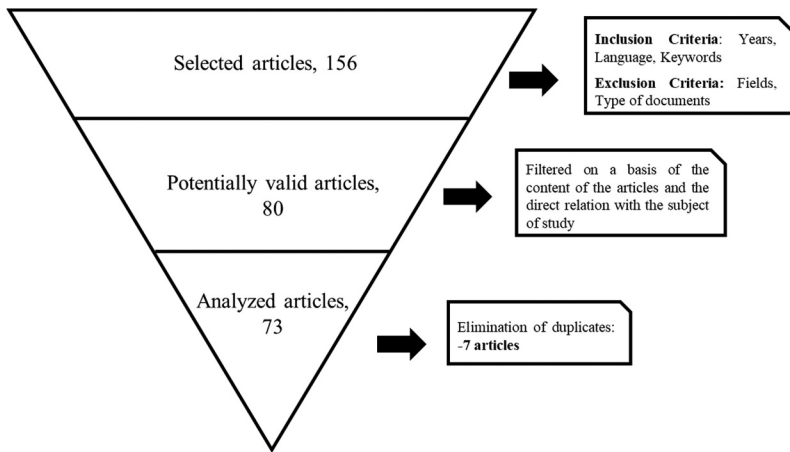 Selected articles, 156
Inclusion Criteria: Years,
Language, Keywords
Exclusion Criteria: Fields,
Type of documents
Potentially valid articles,
80
Filtered on a basis of the
content of the articles and the
direct relation with the subject
of study
Analyzed articles,
73
Elimination of duplicates:
-7 articles